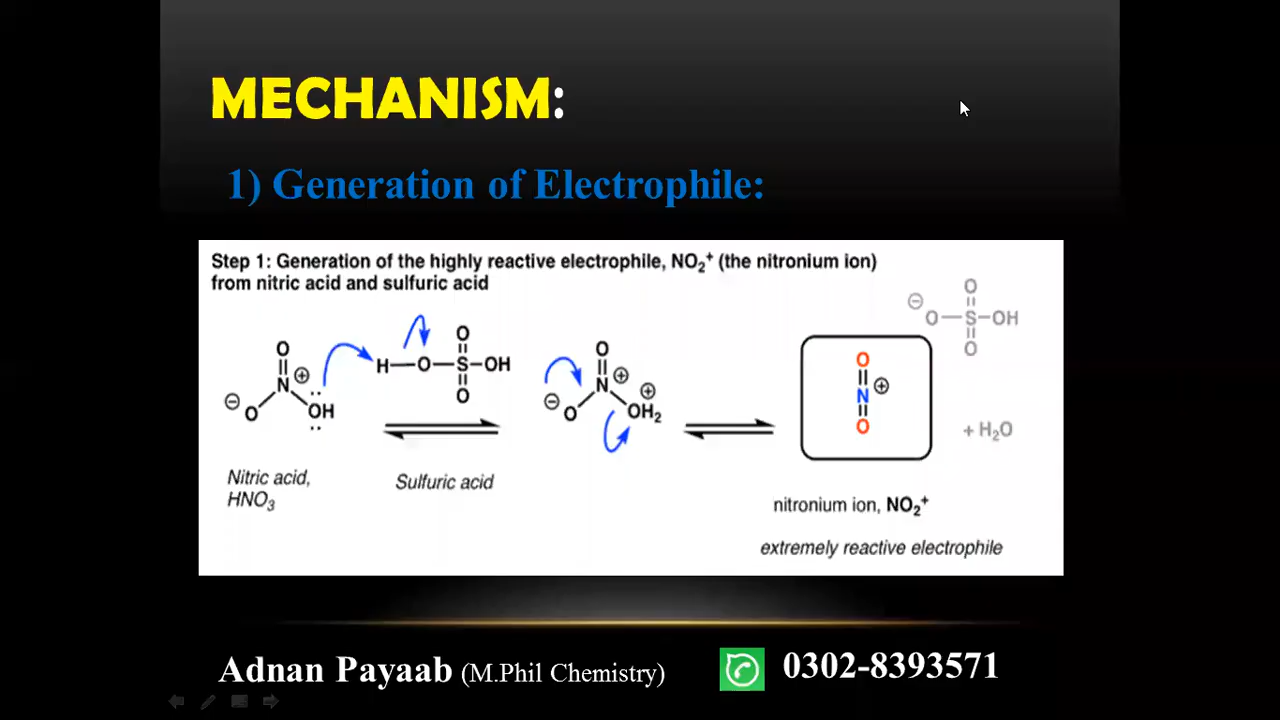 MECHANISM:
1) Generation of Electrophile:
Step 1: Generation of the highly reactive electrophile, NO₂⁺ (the nitronium ion)
from nitric acid and sulfuric acid
O
N ⊕
⊖ O
OH
H—O—S—OH
O
O
O
N ⊕
⊕
⊖ O
OH₂
O
N ⊕
O
O
⊖ O—S—OH
O
+ H₂O
Nitric acid,
HNO₃
Sulfuric acid
nitronium ion, NO₂⁺
extremely reactive electrophile
Adnan Payaab (M.Phil Chemistry)
0302-8393571